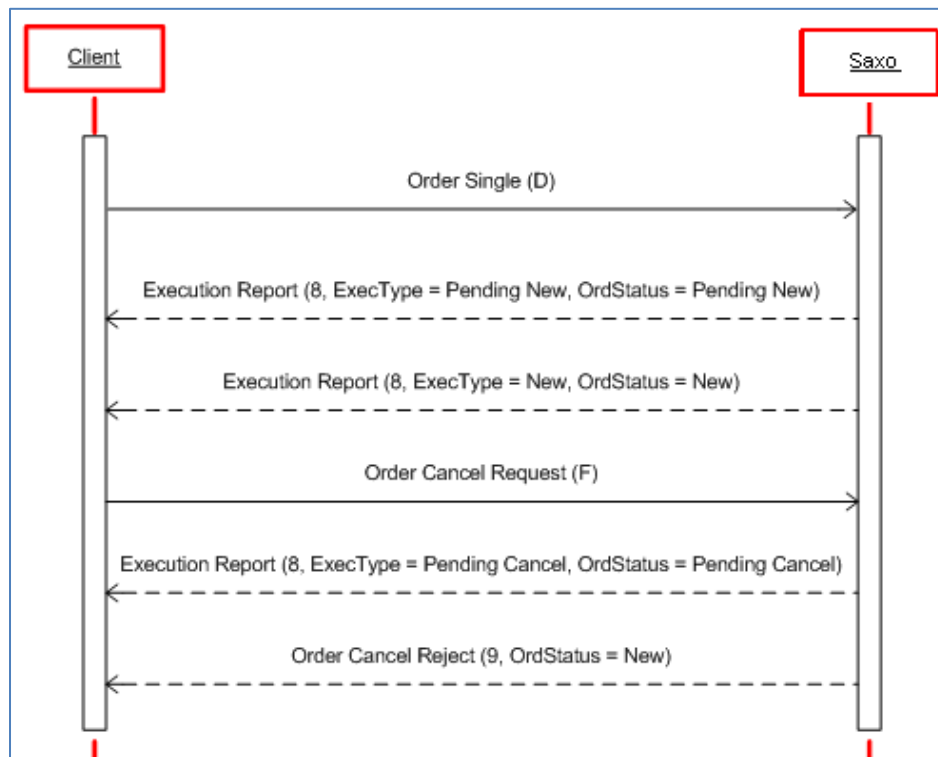 Client
Saxo
Order Single (D)
Execution Report (8, ExecType = Pending New, OrdStatus = Pending New)
Execution Report (8, ExecType = New, OrdStatus = New)
Order Cancel Request (F)
Execution Report (8, ExecType = Pending Cancel, OrdStatus = Pending Cancel)
Order Cancel Reject (9, OrdStatus = New)